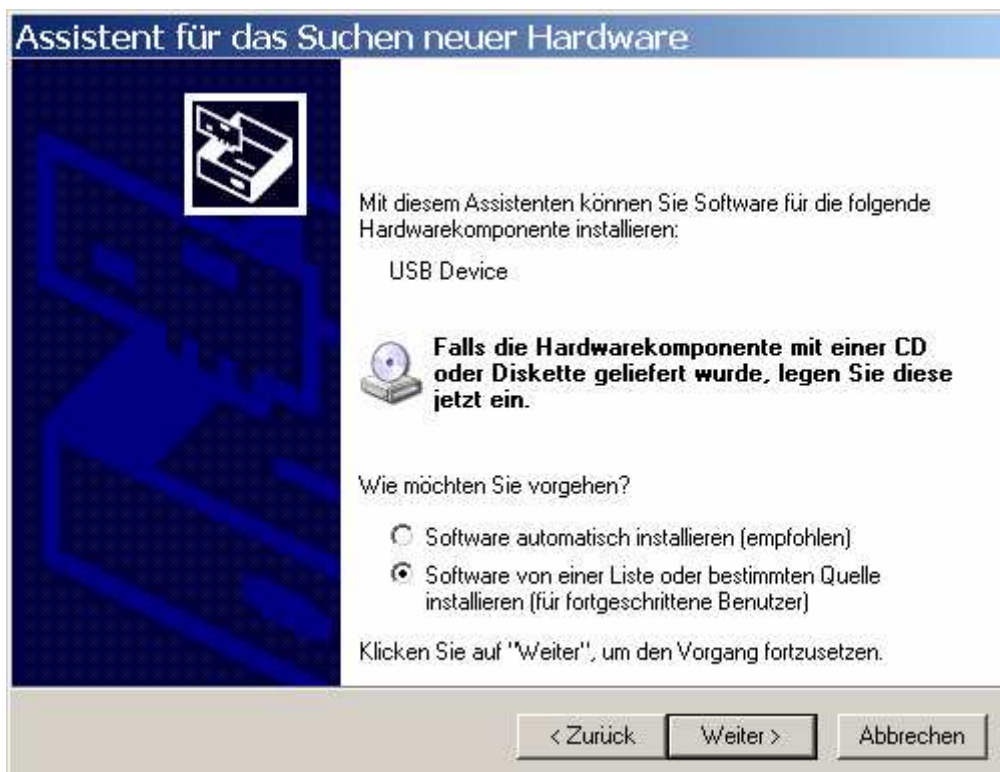 Assistent für das Suchen neuer Hardware
Mit diesem Assistenten können Sie Software für die folgende
Hardwarekomponente installieren:
USB Device
Falls die Hardwarekomponente mit einer CD
oder Diskette geliefert wurde, legen Sie diese
jetzt ein.
Wie möchten Sie vorgehen?
Software automatisch installieren (empfohlen)
Software von einer Liste oder bestimmten Quelle
installieren (für fortgeschrittene Benutzer)
Klicken Sie auf "Weiter", um den Vorgang fortzusetzen.
< Zurück Weiter > Abbrechen